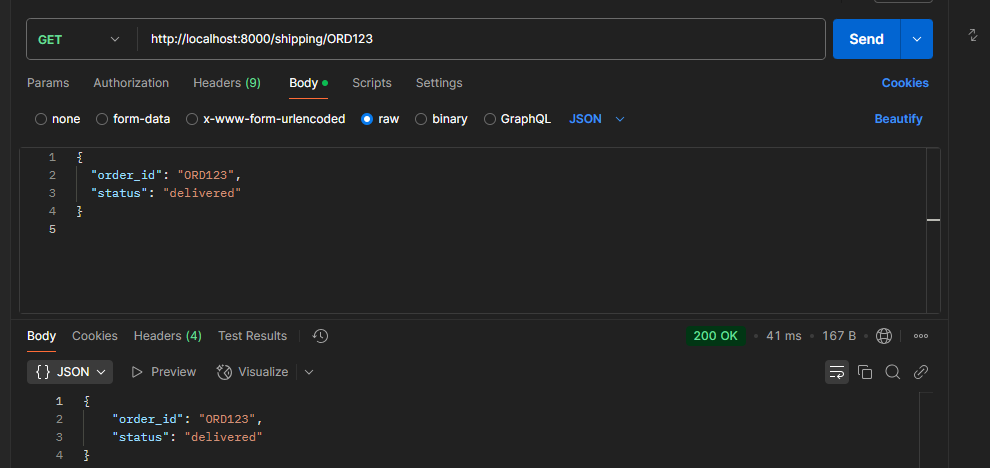 GET http://localhost:8000/shipping/ORD123 Send
Params Authorization Headers (9) Body Scripts Settings Cookies
none form-data x-www-form-urlencoded raw binary GraphQL JSON Beautify
1 {
2 "order_id": "ORD123",
3 "status": "delivered"
4 }
5
Body Cookies Headers (4) Test Results 200 OK 41 ms 167 B
{} JSON Preview Visualize
1 {
2 "order_id": "ORD123",
3 "status": "delivered"
4 }